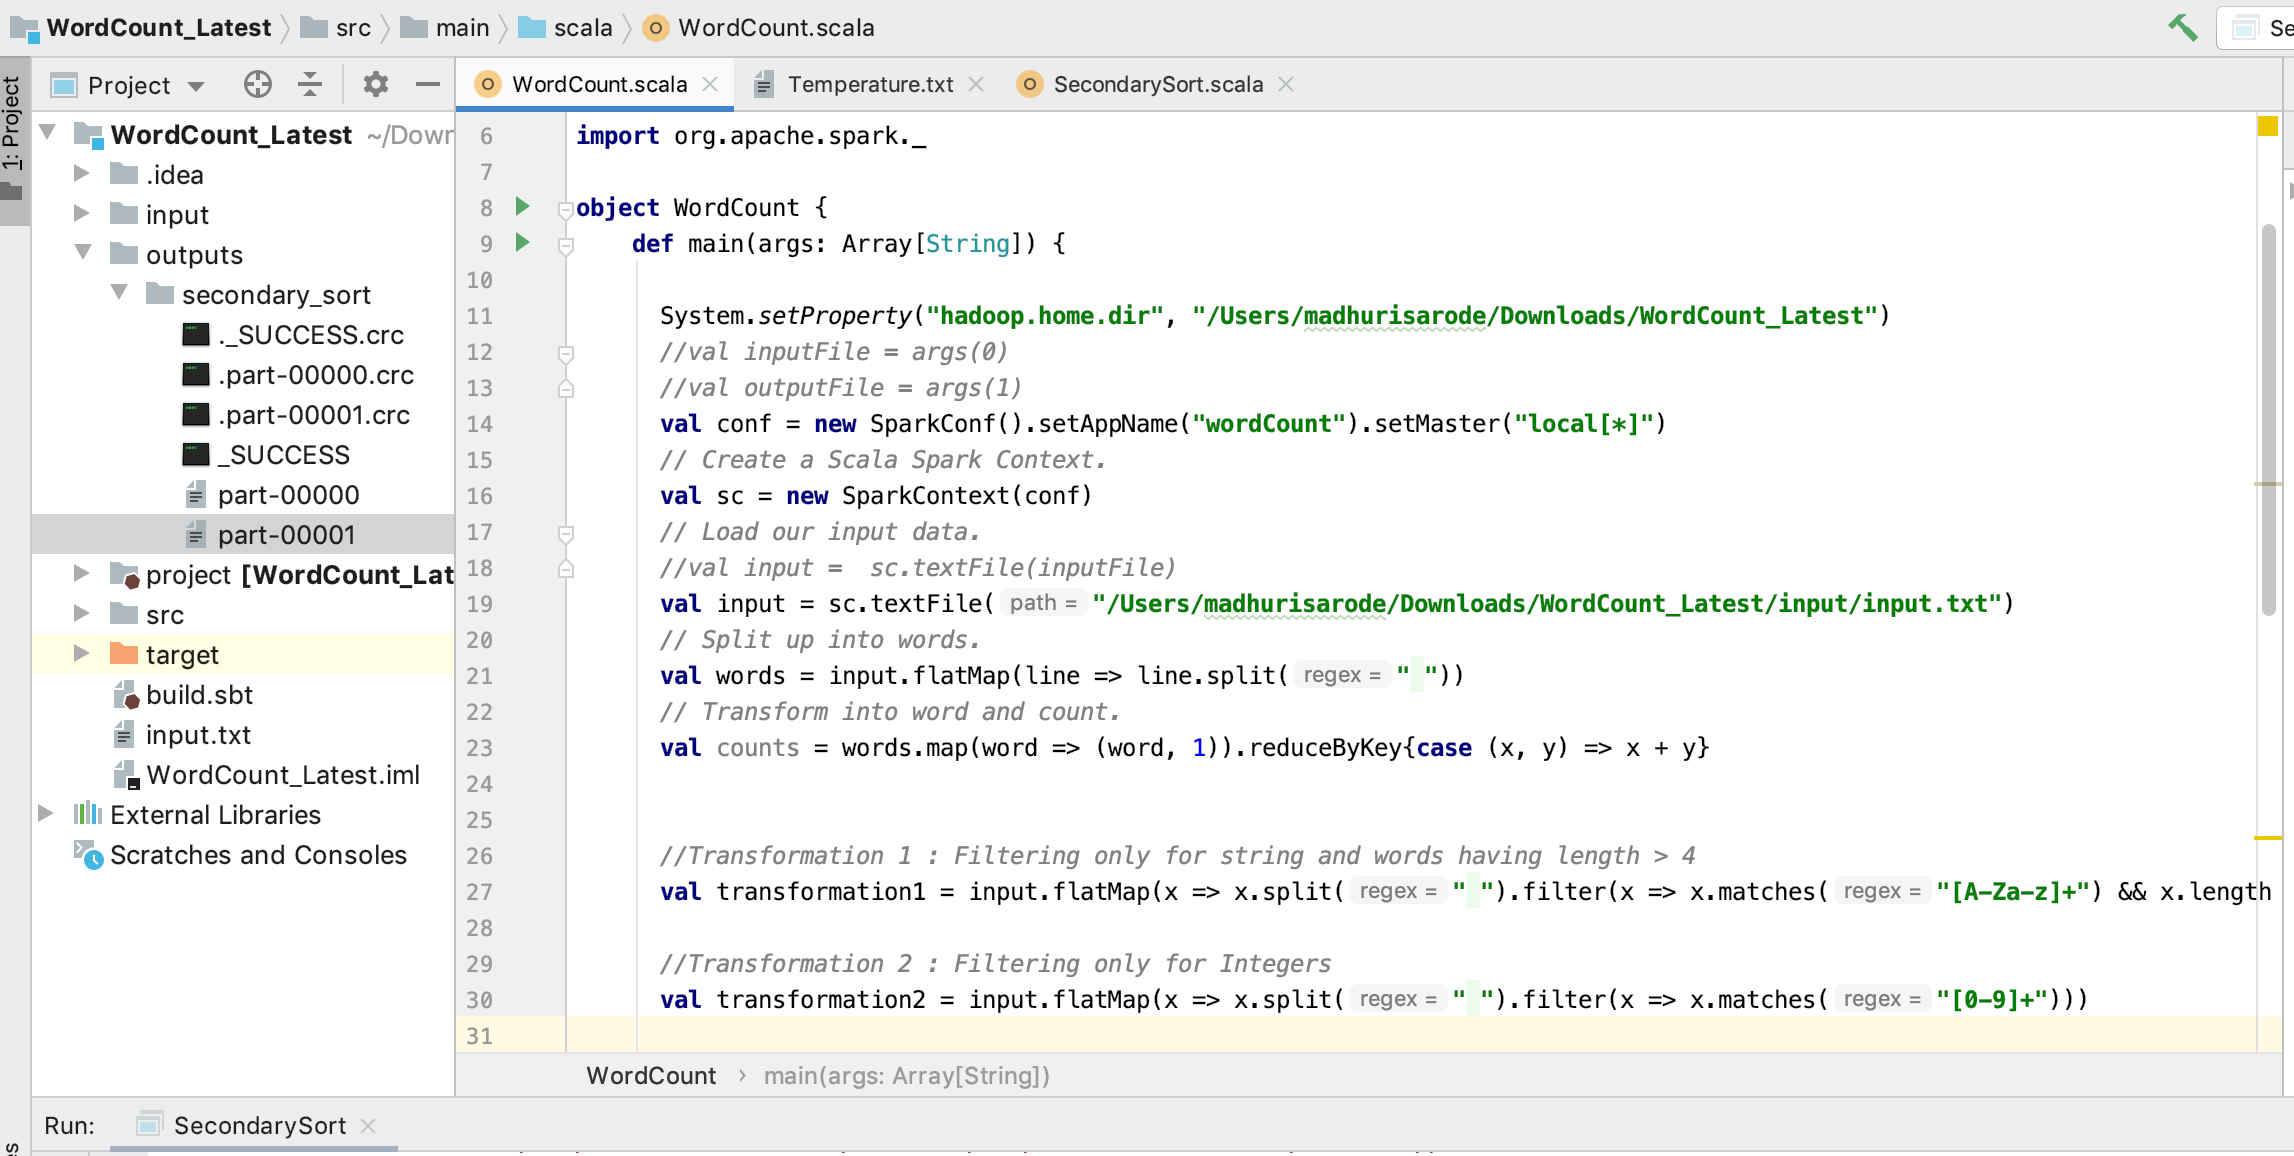 WordCount_Latest src main scala WordCount.scala Se
1: Project
Project
WordCount_Latest ~/Dowr
.idea
input
outputs
secondary_sort
._SUCCESS.crc
.part-00000.crc
.part-00001.crc
_SUCCESS
part-00000
part-00001
project [WordCount_Lat
src
target
build.sbt
input.txt
WordCount_Latest.iml
External Libraries
Scratches and Consoles
WordCount.scala Temperature.txt SecondarySort.scala
6 import org.apache.spark._
7
8 object WordCount {
9 def main(args: Array[String]) {
10
11 System.setProperty("hadoop.home.dir", "/Users/madhurisarode/Downloads/WordCount_Latest")
12 //val inputFile = args(0)
13 //val outputFile = args(1)
14 val conf = new SparkConf().setAppName("wordCount").setMaster("local[*]")
15 // Create a Scala Spark Context.
16 val sc = new SparkContext(conf)
17 // Load our input data.
18 //val input =  sc.textFile(inputFile)
19 val input = sc.textFile( path = "/Users/madhurisarode/Downloads/WordCount_Latest/input/input.txt")
20 // Split up into words.
21 val words = input.flatMap(line => line.split( regex = " "))
22 // Transform into word and count.
23 val counts = words.map(word => (word, 1)).reduceByKey{case (x, y) => x + y}
24
25
26 //Transformation 1 : Filtering only for string and words having length > 4
27 val transformation1 = input.flatMap(x => x.split( regex = " ").filter(x => x.matches( regex = "[A-Za-z]+") && x.length
28
29 //Transformation 2 : Filtering only for Integers
30 val transformation2 = input.flatMap(x => x.split( regex = " ").filter(x => x.matches( regex = "[0-9]+")))
31
WordCount › main(args: Array[String])
Run: SecondarySort